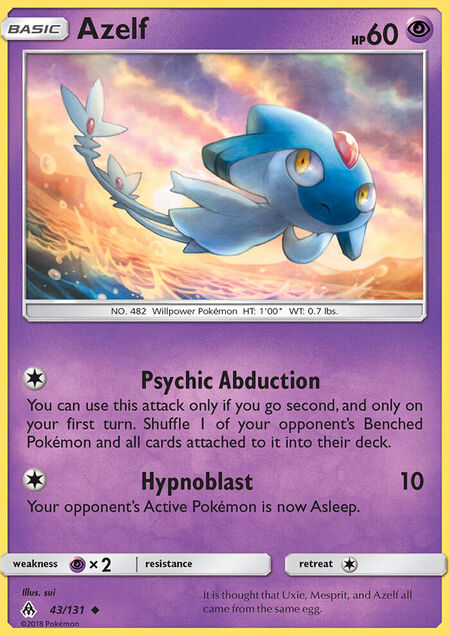 BASIC Azelf HP60
NO. 482 Willpower Pokémon HT: 1'00" WT: 0.7 lbs.
Psychic Abduction
You can use this attack only if you go second, and only on
your first turn. Shuffle 1 of your opponent's Benched
Pokémon and all cards attached to it into their deck.
Hypnoblast 10
Your opponent's Active Pokémon is now Asleep.
weakness ×2 resistance retreat
Illus. sui
43/131
©2018 Pokémon
It is thought that Uxie, Mesprit, and Azelf all
came from the same egg.